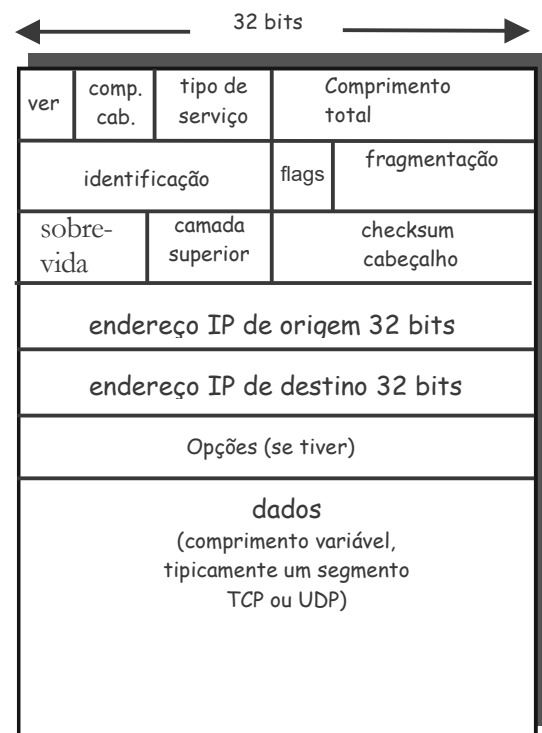 32 bits
ver
comp.
cab.
tipo de
serviço
Comprimento
total
identificação
flags
fragmentação
sobre-
vida
camada
superior
checksum
cabeçalho
endereço IP de origem 32 bits
endereço IP de destino 32 bits
Opções (se tiver)
dados
(comprimento variável,
tipicamente um segmento
TCP ou UDP)